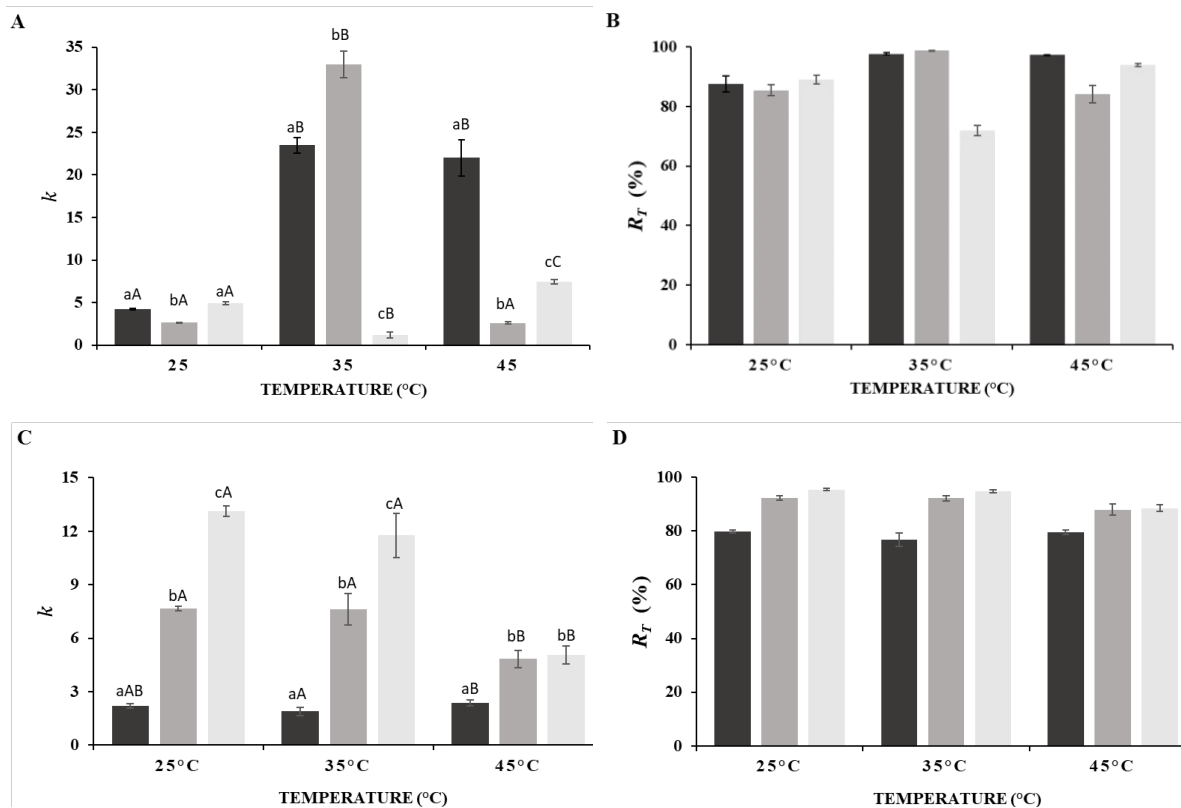 A
k
35
30
25
20
15
10
5
0
aA
bA
aA
aB
bB
cB
aB
bA
cC
25
35
45
TEMPERATURE (°C)
B
R_T (%)
100
80
60
40
20
0
25°C
35°C
45°C
TEMPERATURE (°C)
C
k
15
12
9
6
3
0
aAB
bA
cA
aA
bA
cA
aB
bB
bB
25°C
35°C
45°C
TEMPERATURE (°C)
D
R_T (%)
100
80
60
40
20
0
25°C
35°C
45°C
TEMPERATURE (°C)